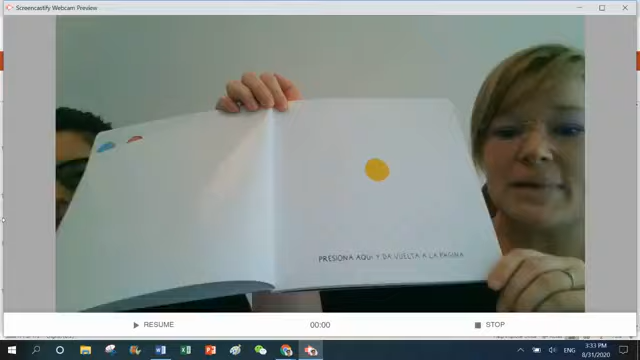 Screencastify Webcam Preview
PRESIONA AQUÍ Y DA VUELTA A LA PÁGINA
RESUME
00:00
STOP
ENG
3:33 PM
8/31/2020